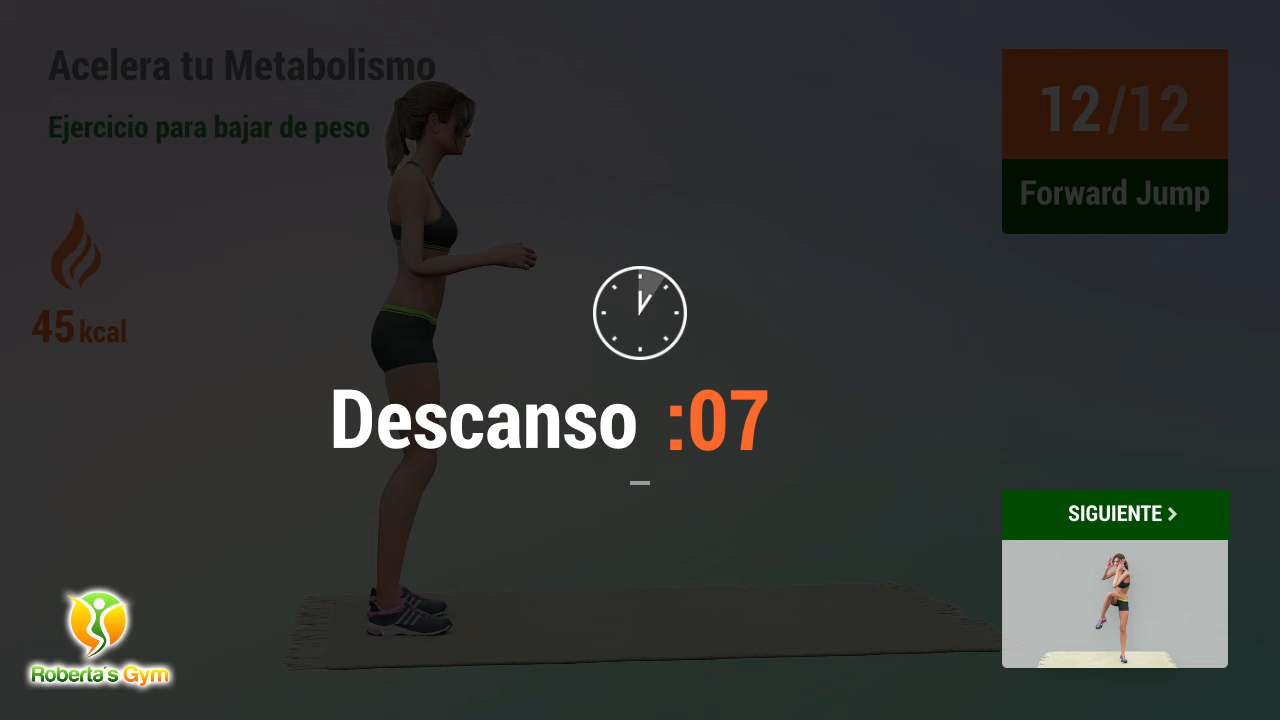 Acelera tu Metabolismo
Ejercicio para bajar de peso
12/12
Forward Jump
45 kcal
Descanso :07
SIGUIENTE >
Roberta´s Gym